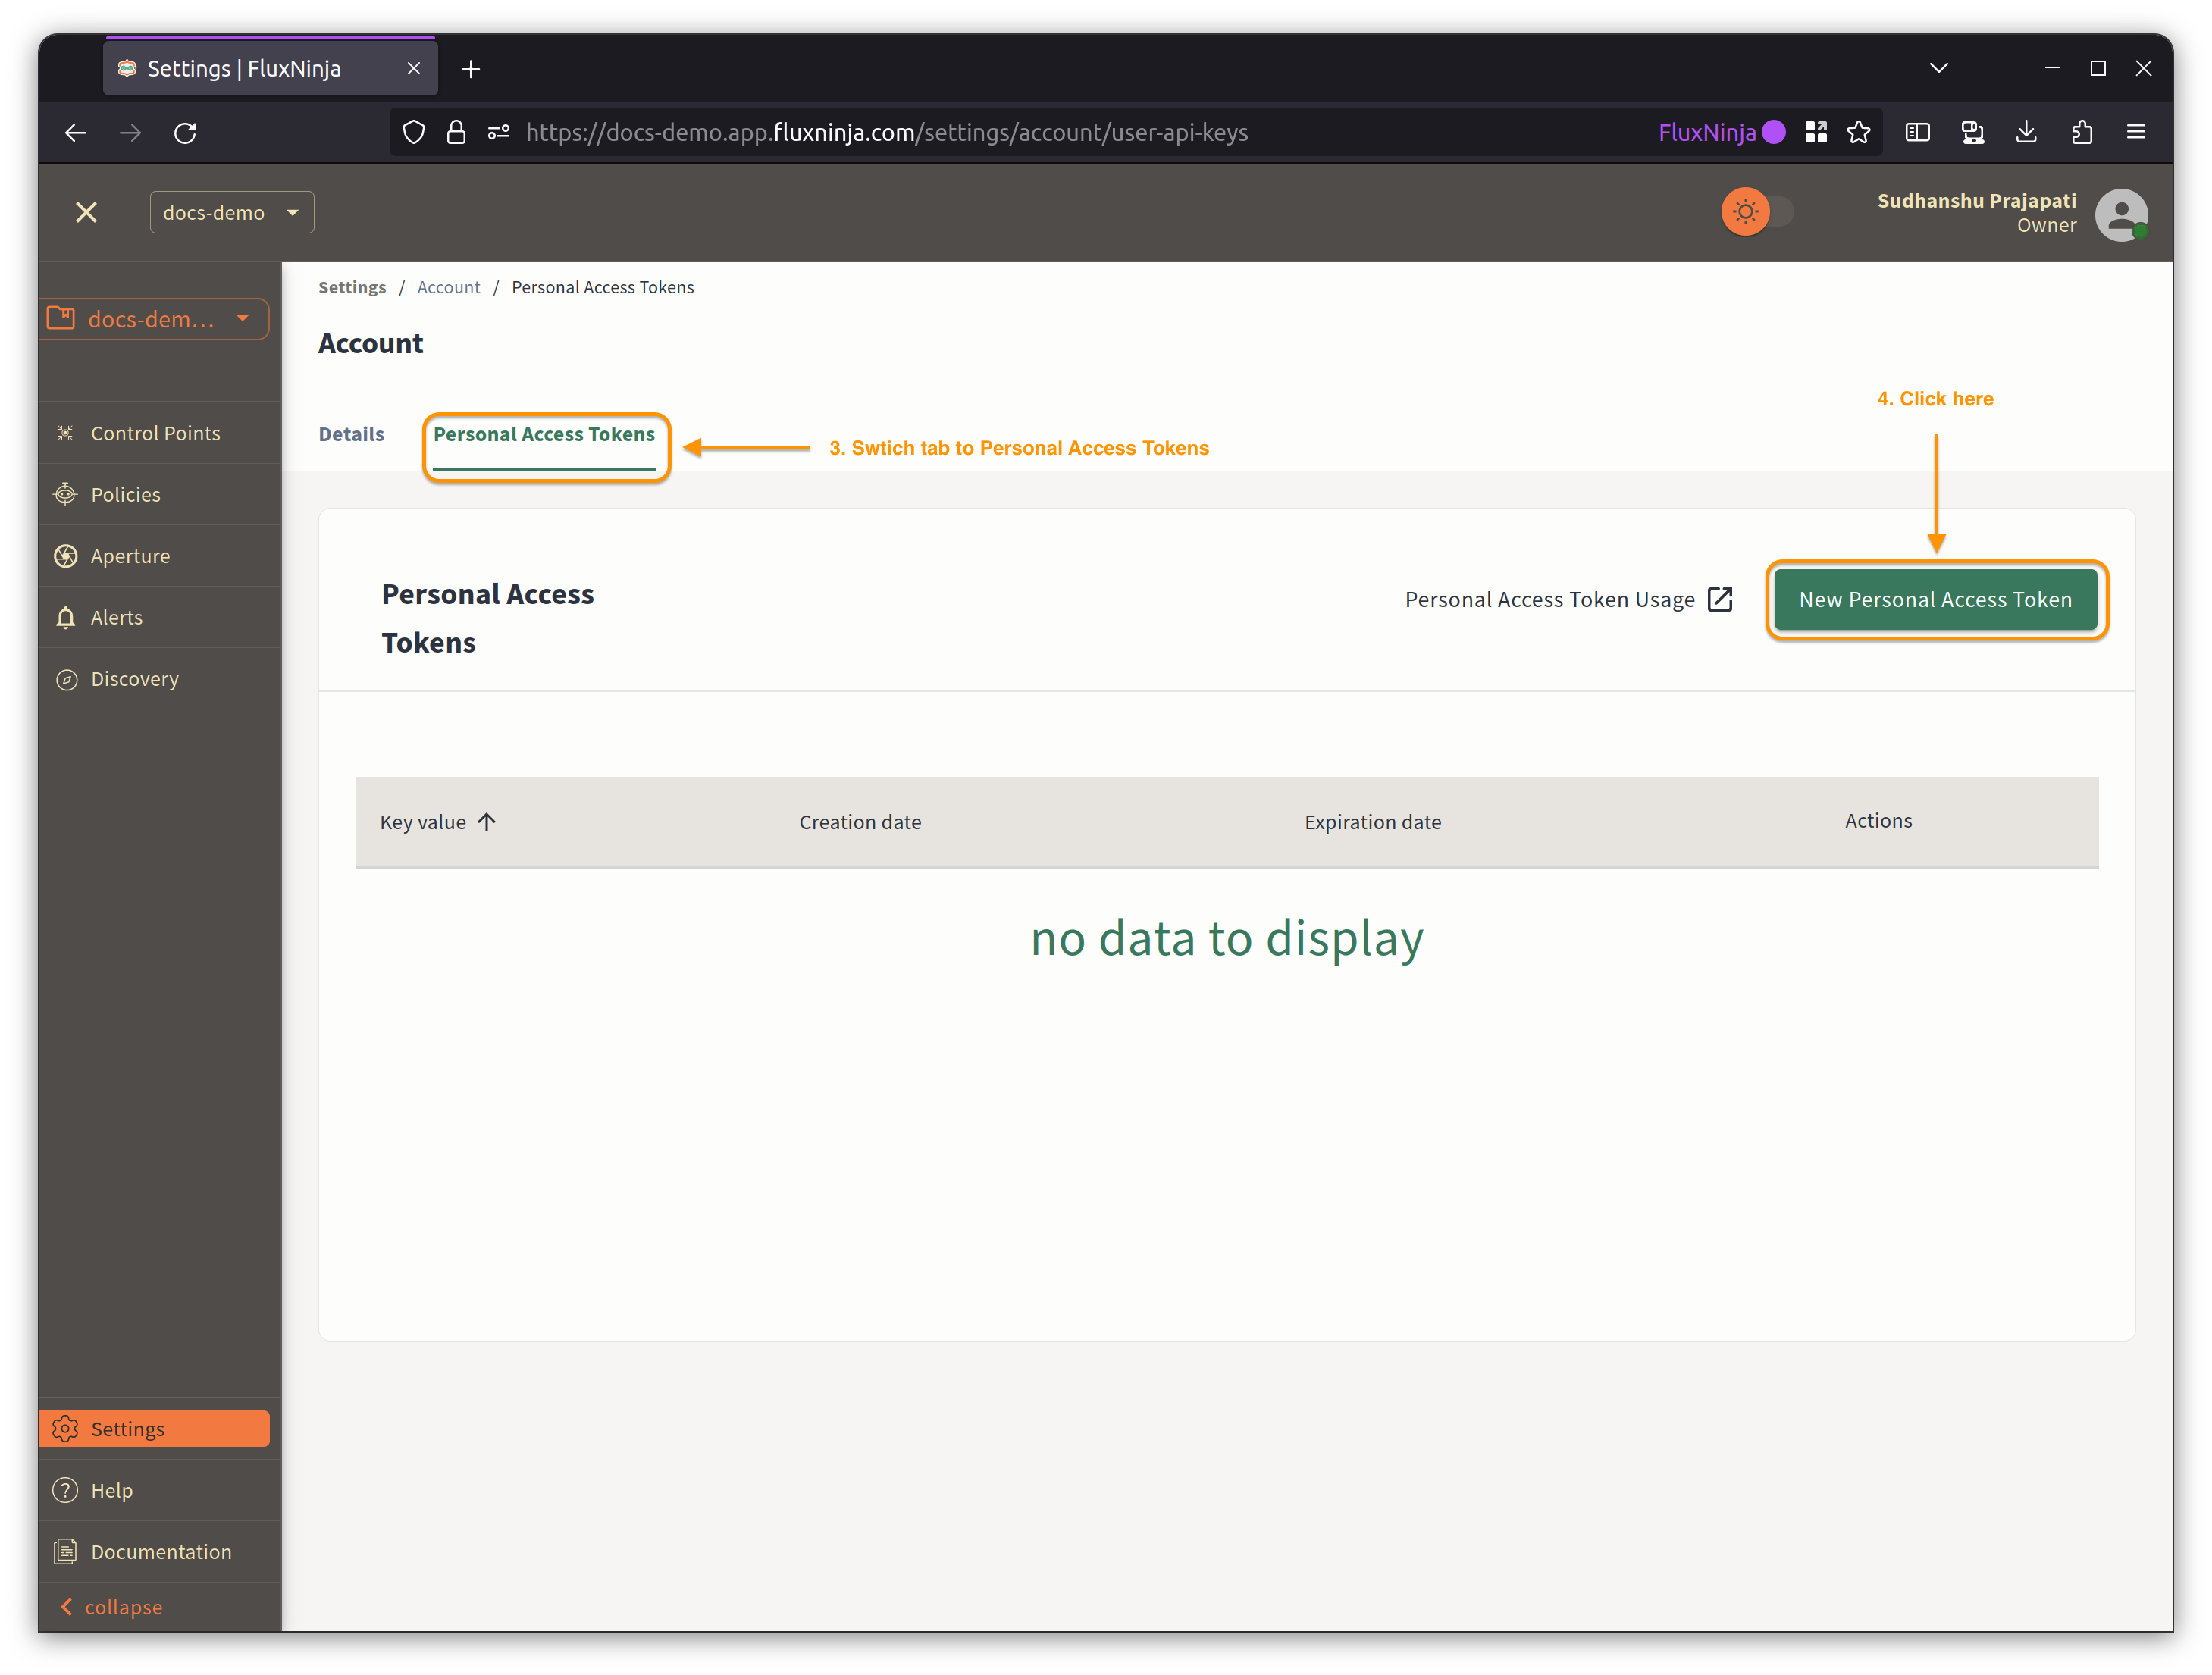 Settings | FluxNinja
https://docs-demo.app.fluxninja.com/settings/account/user-api-keys
FluxNinja
docs-demo
Sudhanshu Prajapati
Owner
docs-dem...
Control Points
Policies
Aperture
Alerts
Discovery
Settings
Help
Documentation
collapse
Settings / Account / Personal Access Tokens
Account
Details
Personal Access Tokens
3. Swtich tab to Personal Access Tokens
4. Click here
Personal Access
Tokens
Personal Access Token Usage
New Personal Access Token
Key value
Creation date
Expiration date
Actions
no data to display